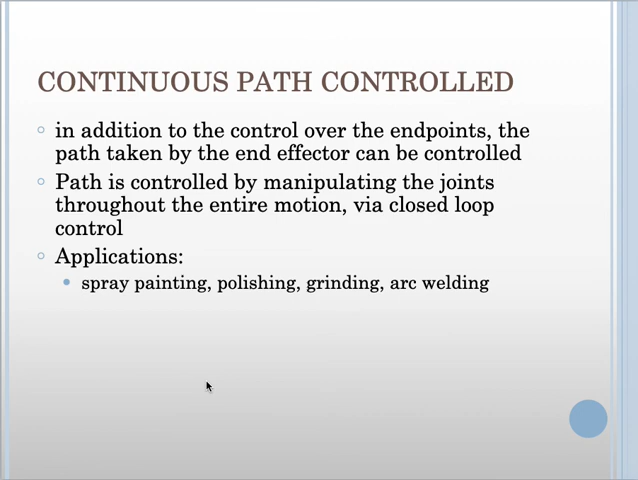 CONTINUOUS PATH CONTROLLED
in addition to the control over the endpoints, the
path taken by the end effector can be controlled
Path is controlled by manipulating the joints
throughout the entire motion, via closed loop
control
Applications:
spray painting, polishing, grinding, arc welding